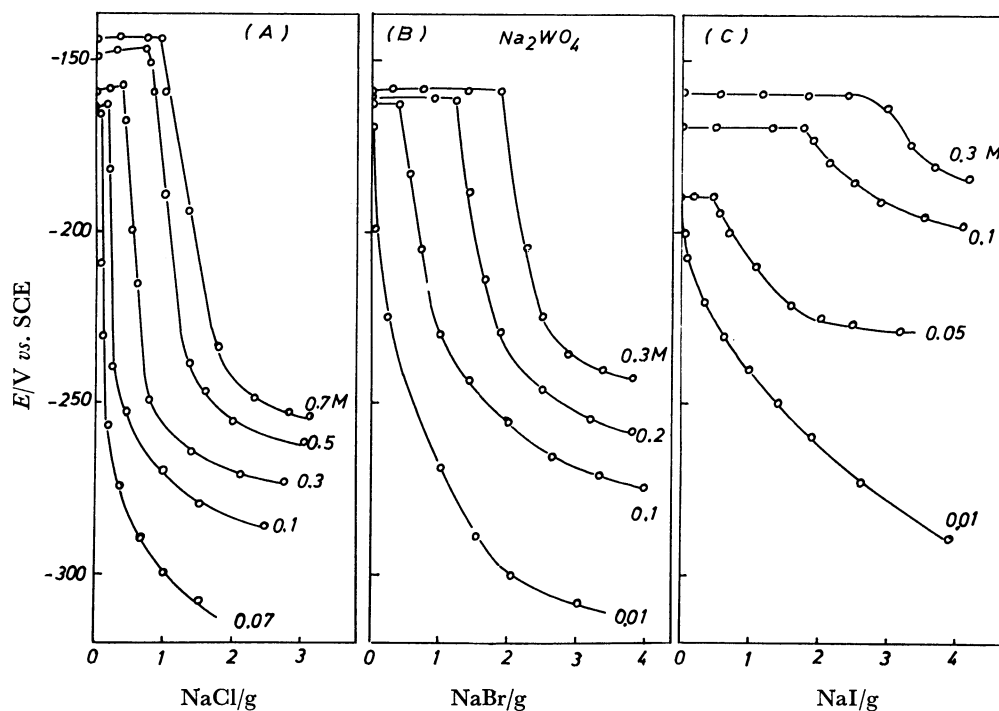 (A)
(B)
Na2WO4
(C)
-150
-200
-250
-300
E/V vs. SCE
0.7M
0.5
0.3
0.1
0.07
0.3M
0.2
0.1
0.01
0.3 M
0.1
0.05
0.01
0 1 2 3
0 1 2 3 4
0 1 2 3 4
NaCl/g
NaBr/g
NaI/g